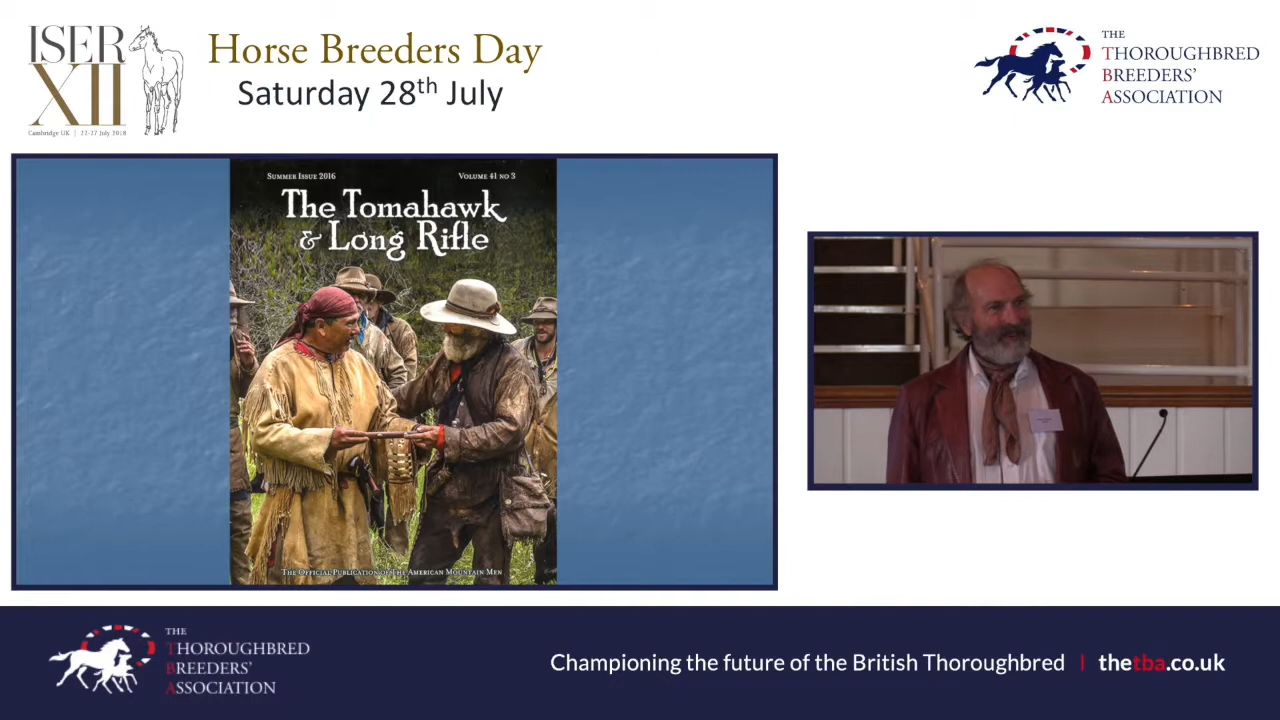 ISER
XII
Cambridge UK | 22-27 July 2018
Horse Breeders Day
Saturday 28th July
THE
THOROUGHBRED
BREEDERS'
ASSOCIATION
SUMMER ISSUE 2016
VOLUME 41 NO 3
The Tomahawk
& Long Rifle
THE OFFICIAL PUBLICATION OF THE AMERICAN MOUNTAIN MEN
THE
THOROUGHBRED
BREEDERS'
ASSOCIATION
Championing the future of the British Thoroughbred | thetba.co.uk